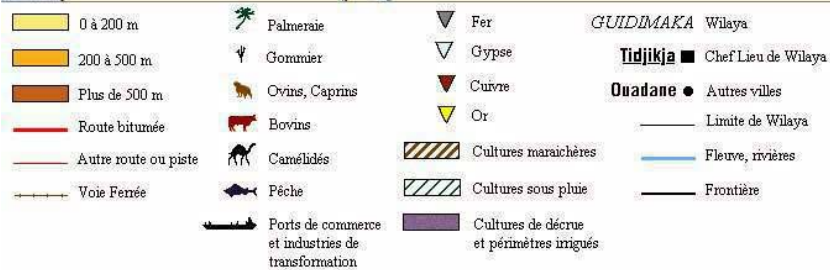 0 à 200 m
200 à 500 m
Plus de 500 m
Route bitumée
Autre route ou piste
Voie Ferrée
Palmeraie
Gommier
Ovins, Caprins
Bovins
Camélidés
Pêche
Ports de commerce
et industries de
transformation
Fer
Gypse
Cuivre
Or
Cultures maraichères
Cultures sous pluie
Cultures de décrue
et périmètres irrigués
GUIDIMAKA Wilaya
Tidjikja Chef Lieu de Wilaya
Ouadane Autres villes
Limite de Wilaya
Fleuve, rivières
Frontière